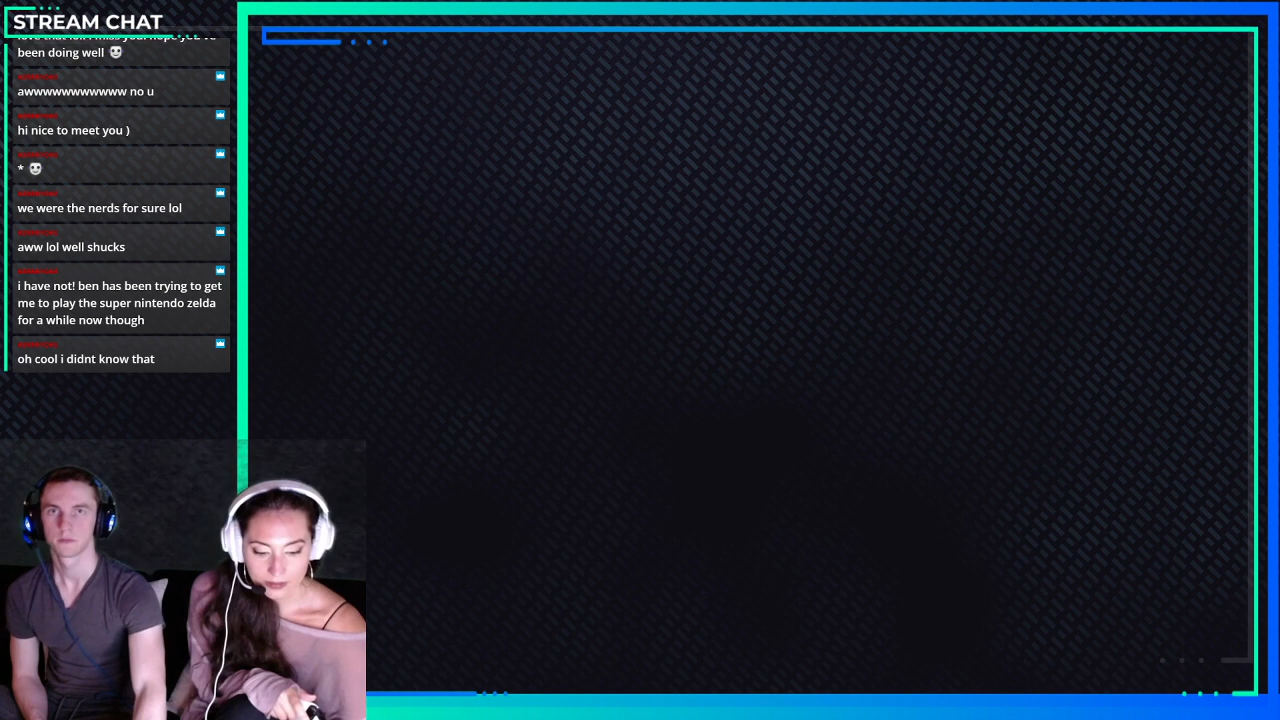 STREAM CHAT
been doing well
awwwwwwwwwww no u
hi nice to meet you )
*
we were the nerds for sure lol
aww lol well shucks
i have not! ben has been trying to get
me to play the super nintendo zelda
for a while now though
oh cool i didnt know that